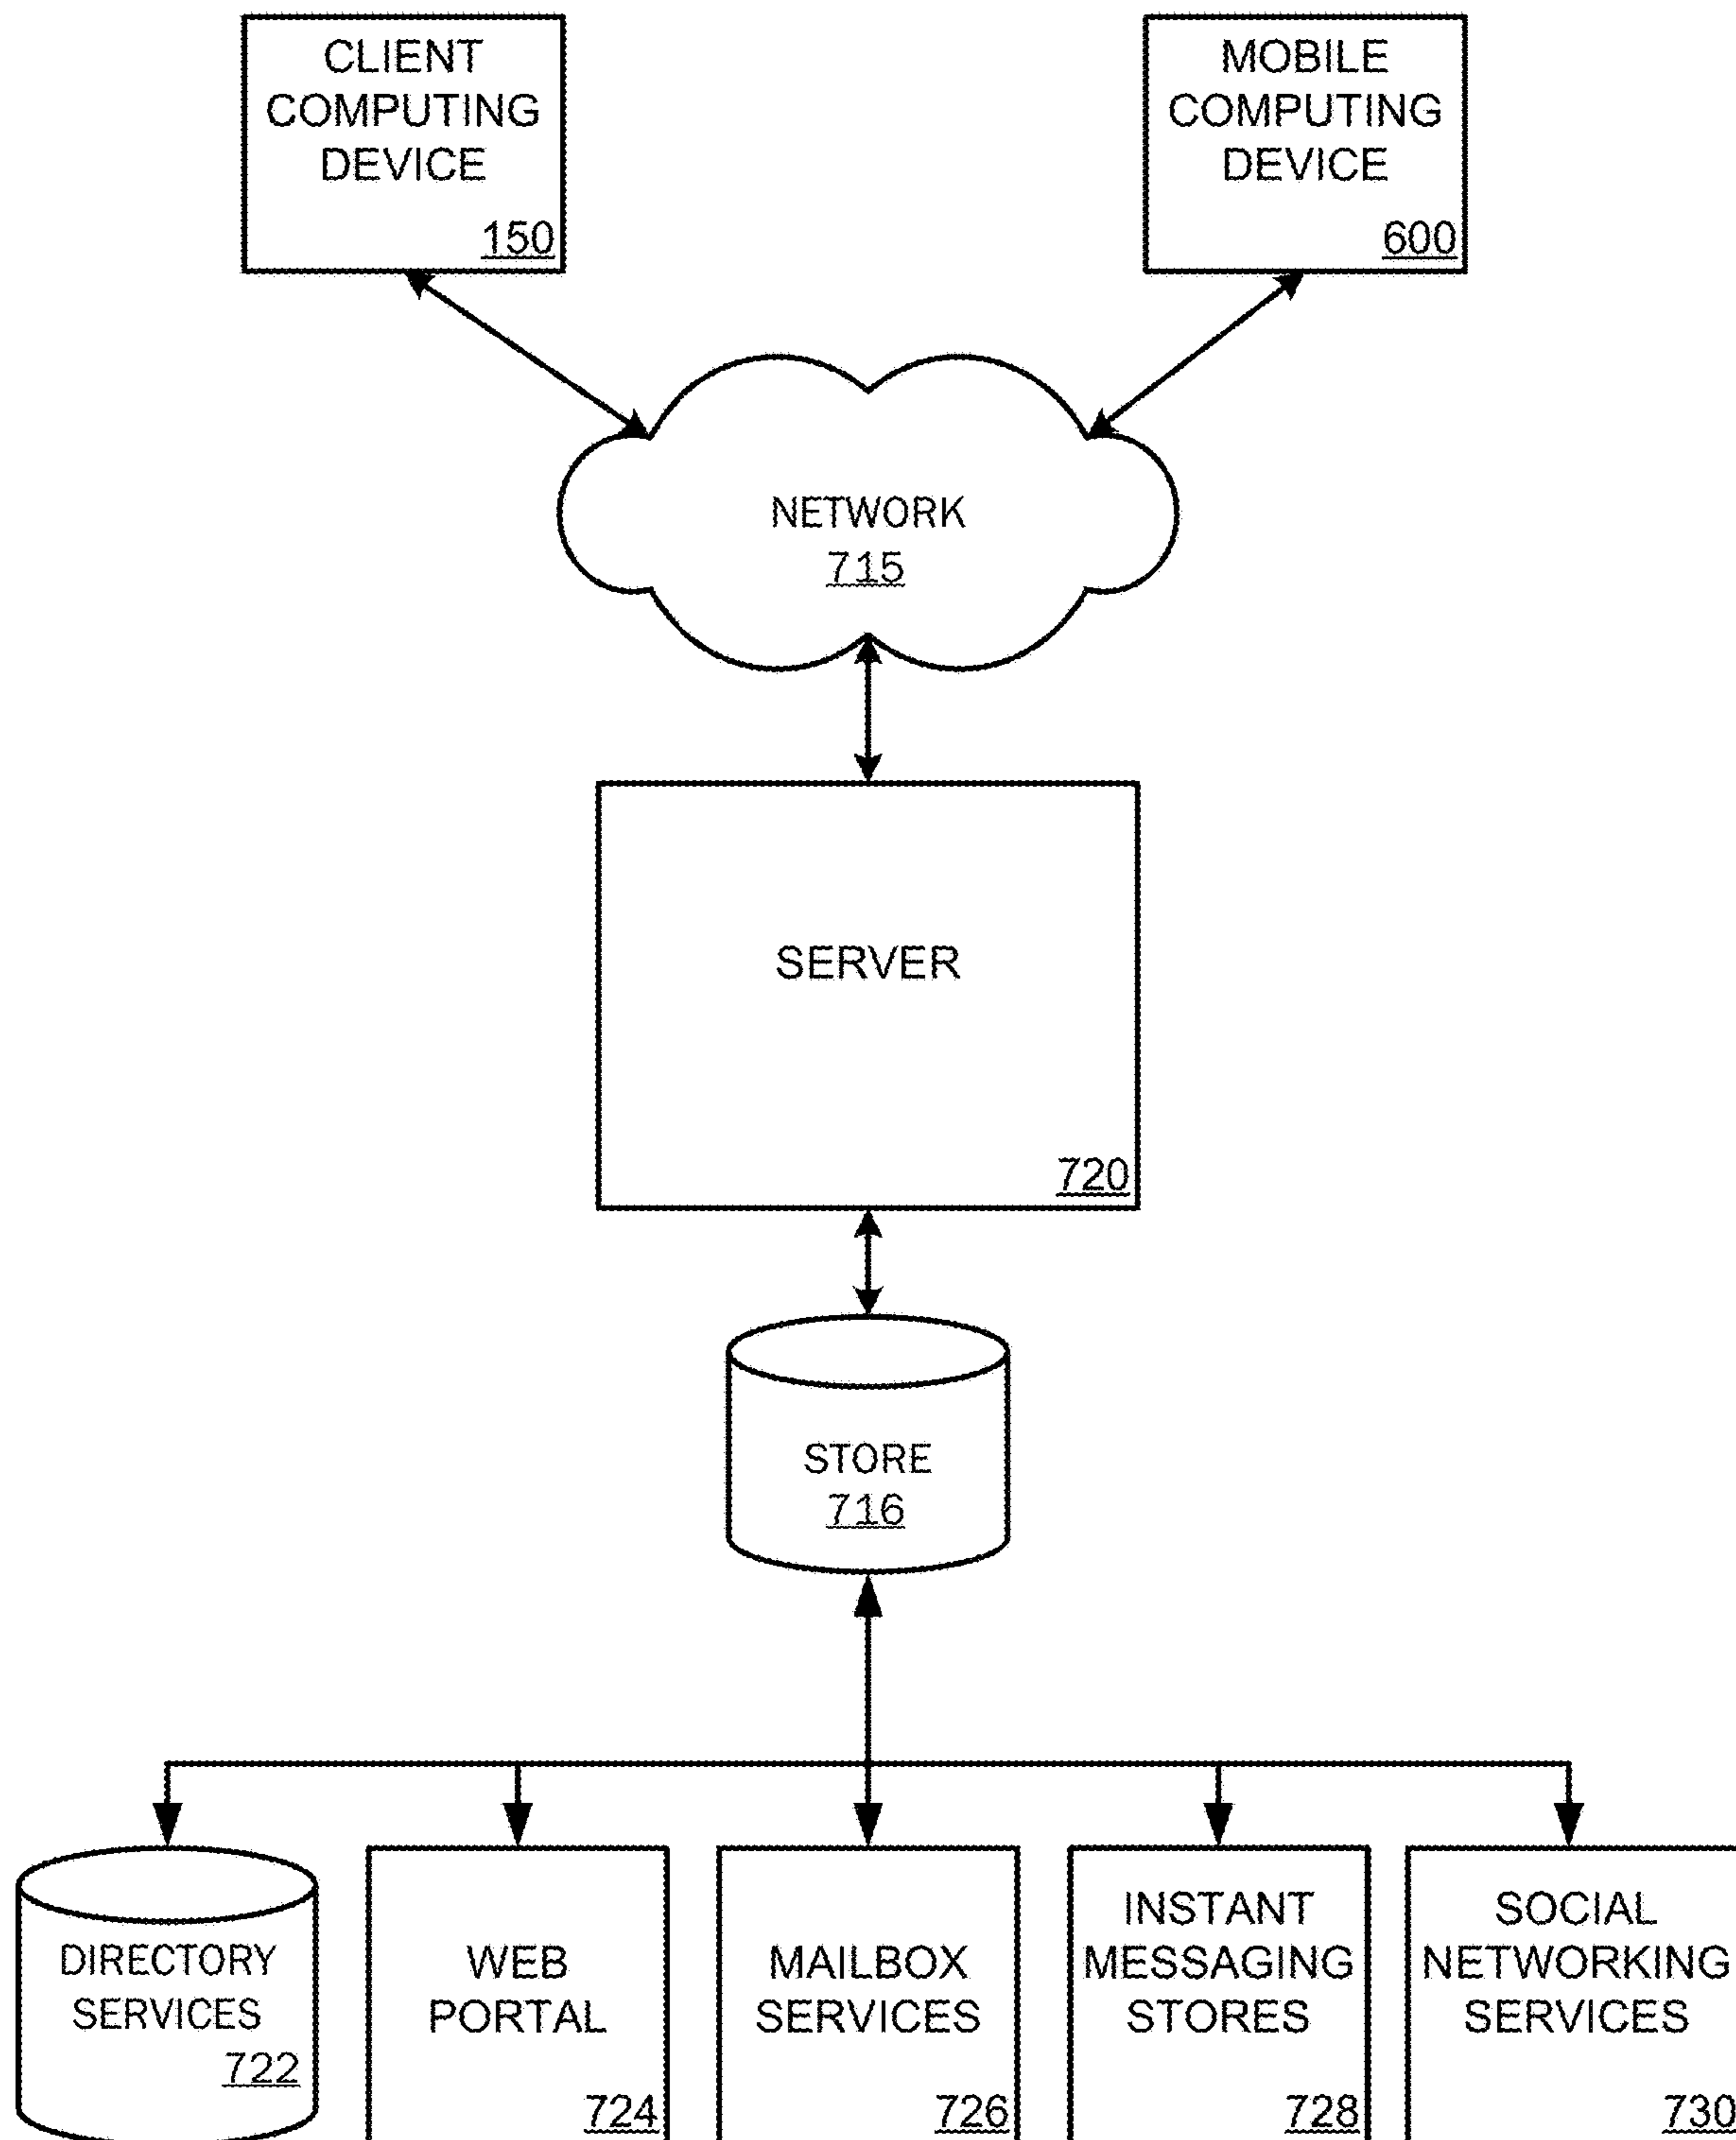 CLIENT
COMPUTING
DEVICE
150
MOBILE
COMPUTING
DEVICE
600
NETWORK
715
SERVER
720
STORE
716
DIRECTORY
SERVICES
722
WEB
PORTAL
724
MAILBOX
SERVICES
726
INSTANT
MESSAGING
STORES
728
SOCIAL
NETWORKING
SERVICES
730